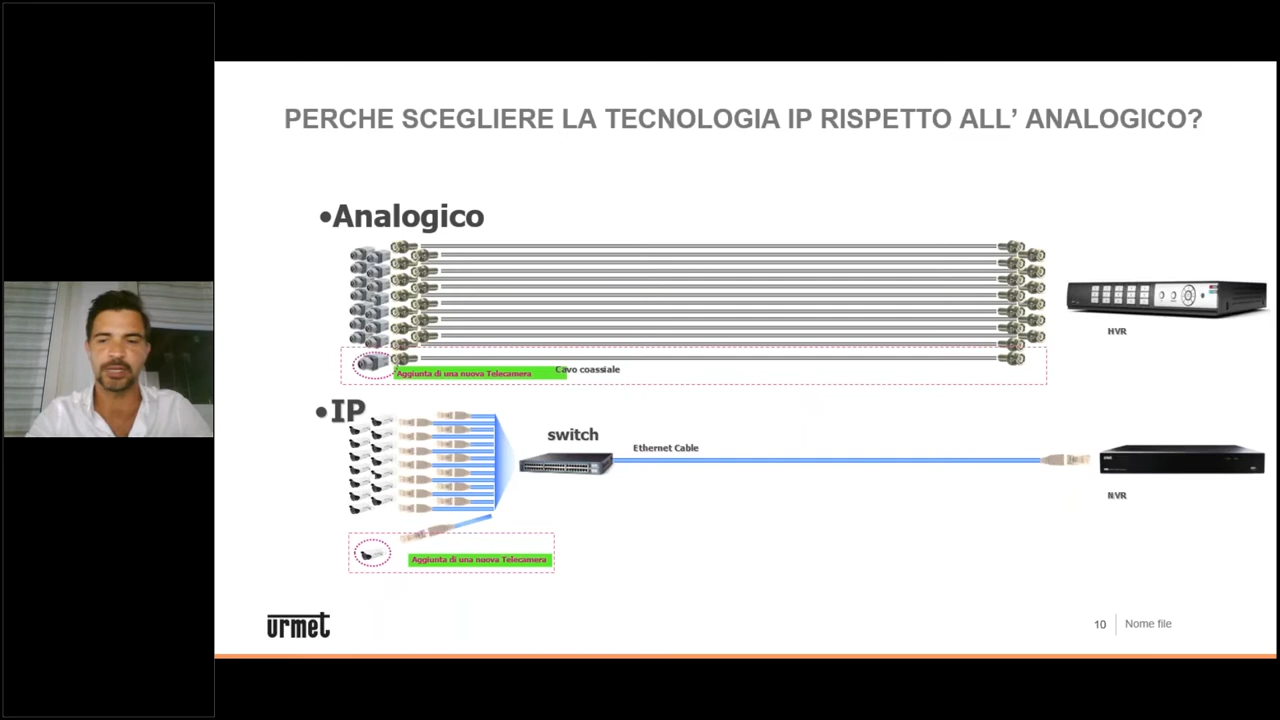 PERCHE SCEGLIERE LA TECNOLOGIA IP RISPETTO ALL’ ANALOGICO?
•Analogico
HVR
Cavo coassiale
Aggiunta di una nuova Telecamera
•IP
switch
Ethernet Cable
NVR
Aggiunta di una nuova Telecamera
urmet
10
Nome file